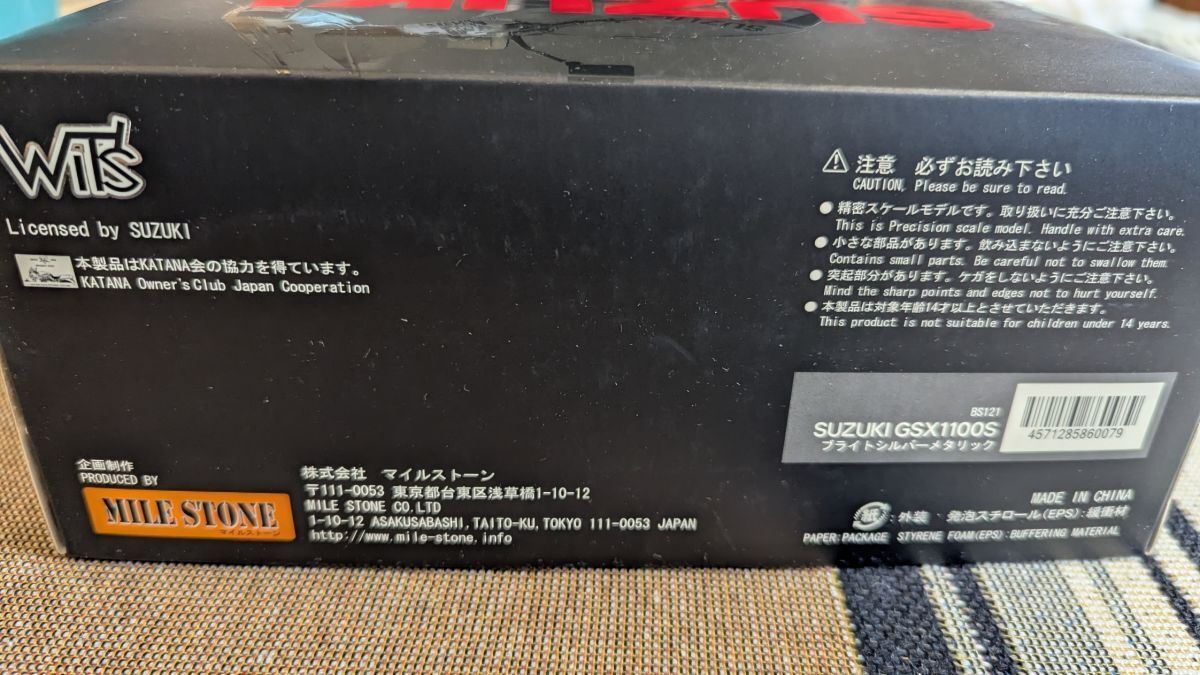 SUZUKI
WiT's
Licensed by SUZUKI
本製品はKATANA会の協力を得ています。
KATANA Owner's Club Japan Cooperation
注意 必ずお読み下さい
CAUTION. Please be sure to read.
●精密スケールモデルです。取り扱いに充分ご注意下さい。
This is Precision scale model. Handle with extra care.
●小さな部品があります。飲み込まないようにご注意下さい。
Contains small parts. Be careful not to swallow them.
●突起部分があります。ケガをしないようにご注意下さい。
Mind the sharp points and edges not to hurt yourself.
●本製品は対象年齢14才以上とさせていただきます。
This product is not suitable for children under 14 years.
BS121
SUZUKI GSX1100S
ブライトシルバーメタリック
4571285860079
企画制作
PRODUCED BY
MILE STONE
マイルストーン
株式会社 マイルストーン
〒111-0053 東京都台東区浅草橋1-10-12
MILE STONE CO.LTD
1-10-12 ASAKUSABASHI,TAITO-KU,TOKYO 111-0053 JAPAN
http://www.mile-stone.info
MADE IN CHINA
紙:外装 発泡スチロール(EPS):緩衝材
PAPER:PACKAGE STYRENE FOAM(EPS):BUFFERING MATERIAL